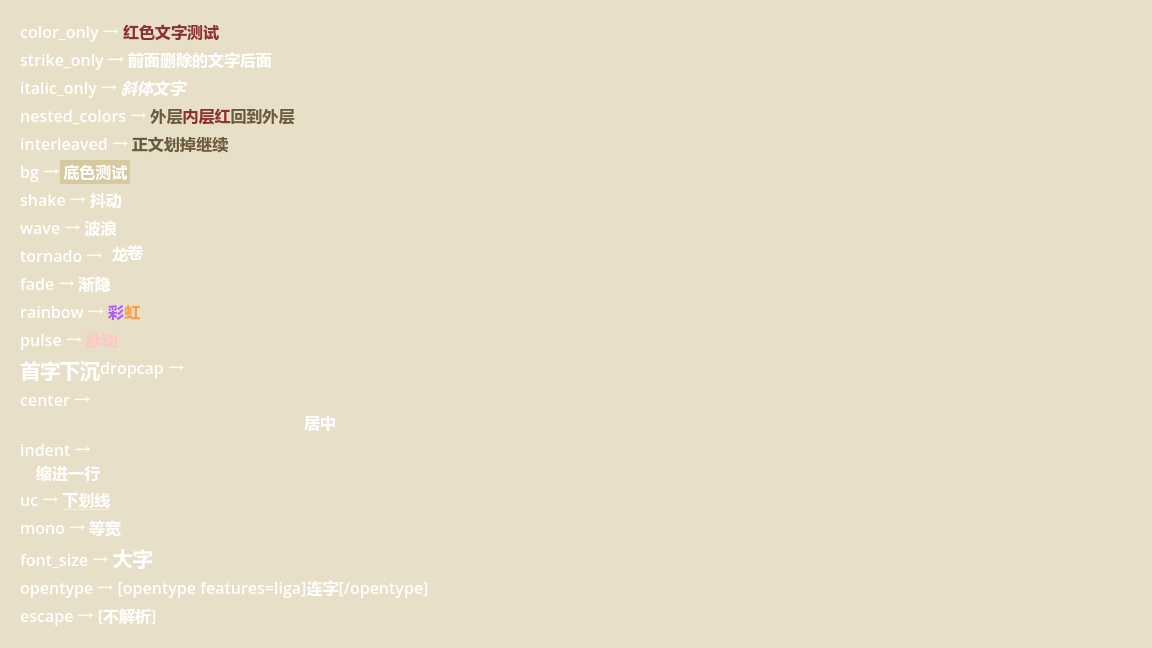 color_only → 红色文字测试
strike_only → 前面删除的文字后面
italic_only → 斜体文字
nested_colors → 外层内层红回到外层
interleaved → 正文划掉继续
bg → 底色测试
shake → 抖动
wave → 波浪
tornado → 龙卷
fade → 渐隐
rainbow → 彩虹
pulse → 脉动
首字下沉dropcap →
center →
居中
indent →
缩进一行
uc → 下划线
mono → 等宽
font_size → 大字
opentype → [opentype features=liga]连字[/opentype]
escape → [不解析]